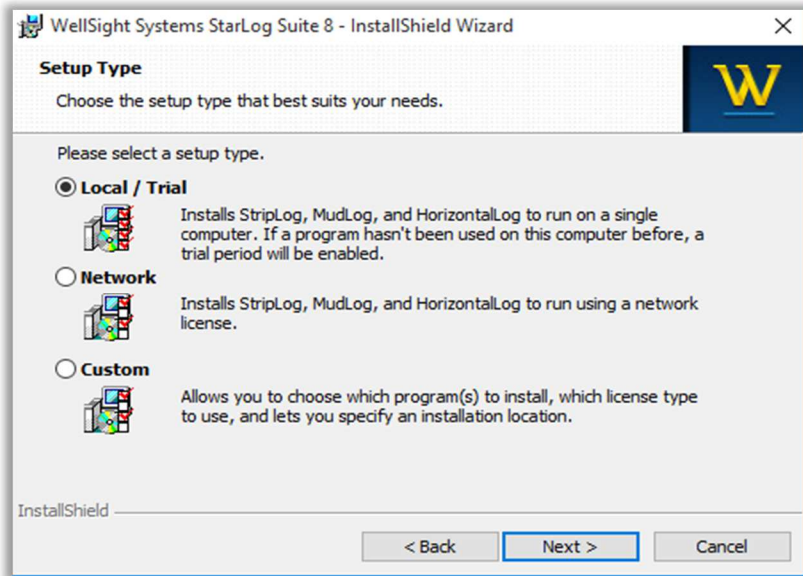 WellSight Systems StarLog Suite 8 - InstallShield Wizard
Setup Type
Choose the setup type that best suits your needs.
W
Please select a setup type.
Local / Trial
Installs StripLog, MudLog, and HorizontalLog to run on a single
computer. If a program hasn't been used on this computer before, a
trial period will be enabled.
Network
Installs StripLog, MudLog, and HorizontalLog to run using a network
license.
Custom
Allows you to choose which program(s) to install, which license type
to use, and lets you specify an installation location.
InstallShield
< Back
Next >
Cancel